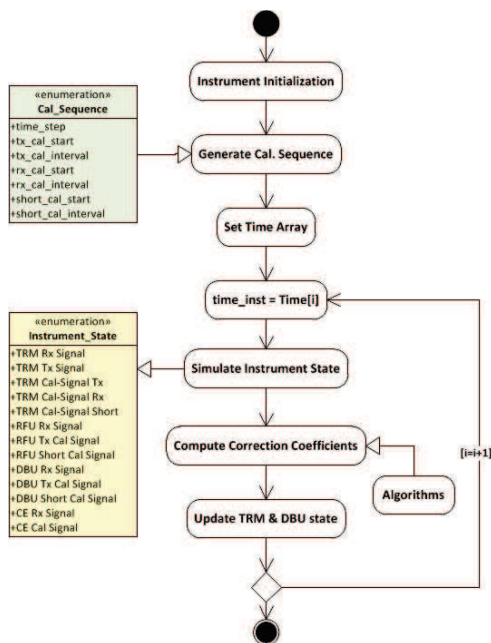 Instrument Initialization
«enumeration»
Cal_Sequence
+time_step
+tx_cal_start
+tx_cal_interval
+rx_cal_start
+rx_cal_interval
+short_cal_start
+short_cal_interval
Generate Cal. Sequence
Set Time Array
time_inst = Time[i]
«enumeration»
Instrument_State
+TRM Rx Signal
+TRM Tx Signal
+TRM Cal-Signal Tx
+TRM Cal-Signal Rx
+TRM Cal-Signal Short
+RFU Rx Signal
+RFU Tx Cal Signal
+RFU Short Cal Signal
+DBU Rx Signal
+DBU Tx Cal Signal
+DBU Short Cal Signal
+CE Rx Signal
+CE Cal Signal
Simulate Instrument State
Compute Correction Coefficients
[i=i+1]
Algorithms
Update TRM & DBU state